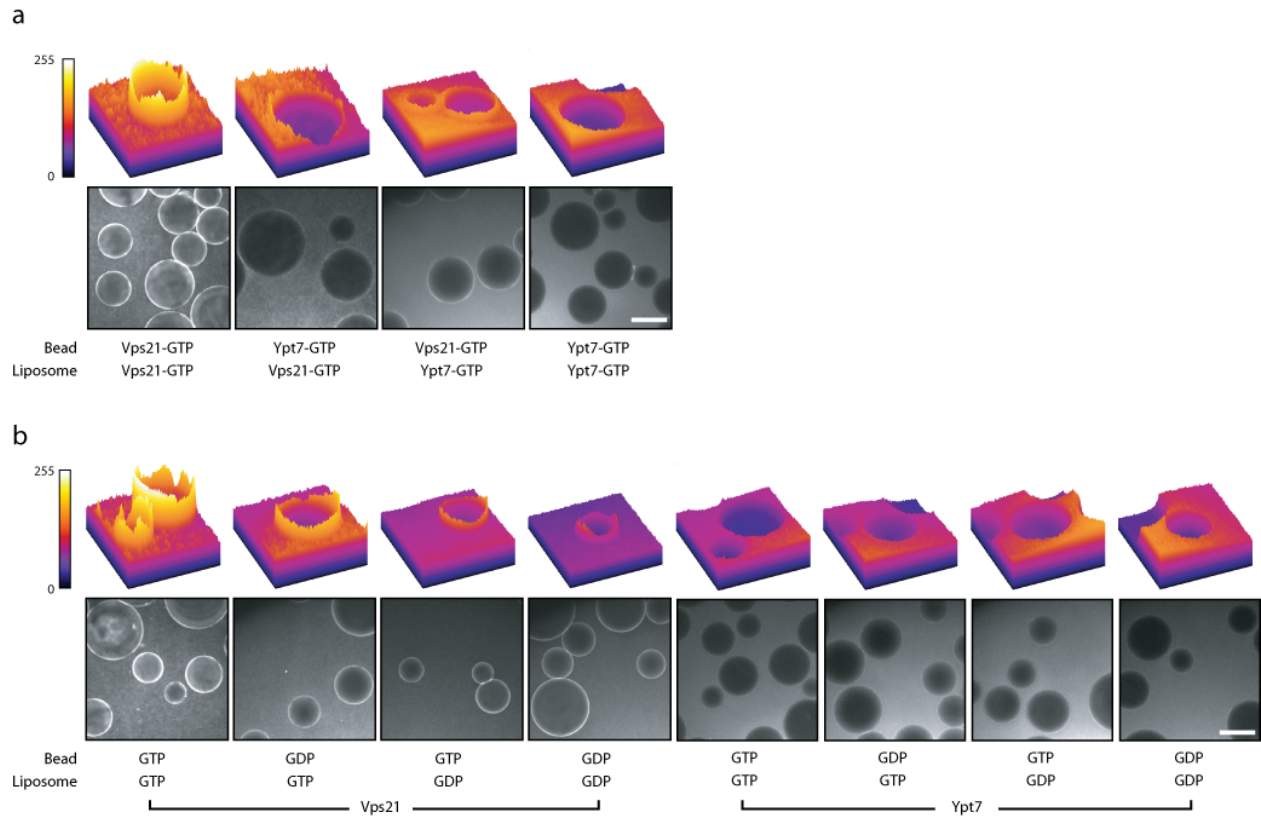 a
255
0
Bead Vps21-GTP Ypt7-GTP Vps21-GTP Ypt7-GTP
Liposome Vps21-GTP Vps21-GTP Ypt7-GTP Ypt7-GTP
b
255
0
Bead GTP GDP GTP GDP GTP GDP GTP GDP
Liposome GTP GTP GDP GDP GTP GTP GDP GDP
Vps21 Ypt7